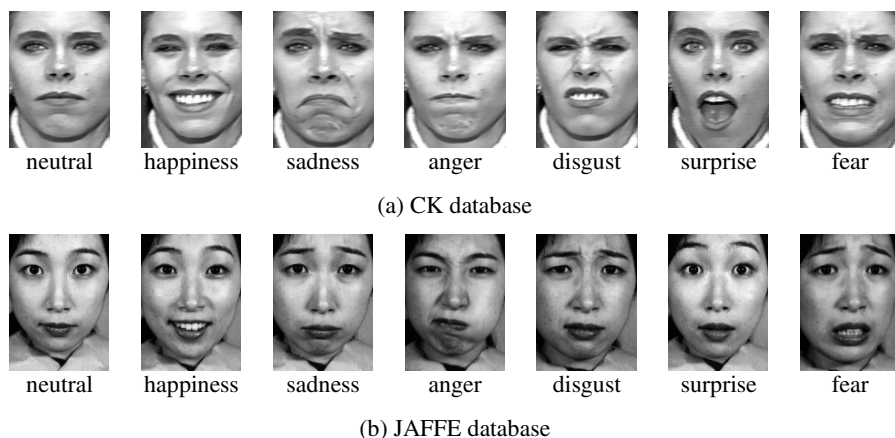 neutral happiness sadness anger disgust surprise fear
(a) CK database
neutral happiness sadness anger disgust surprise fear
(b) JAFFE database